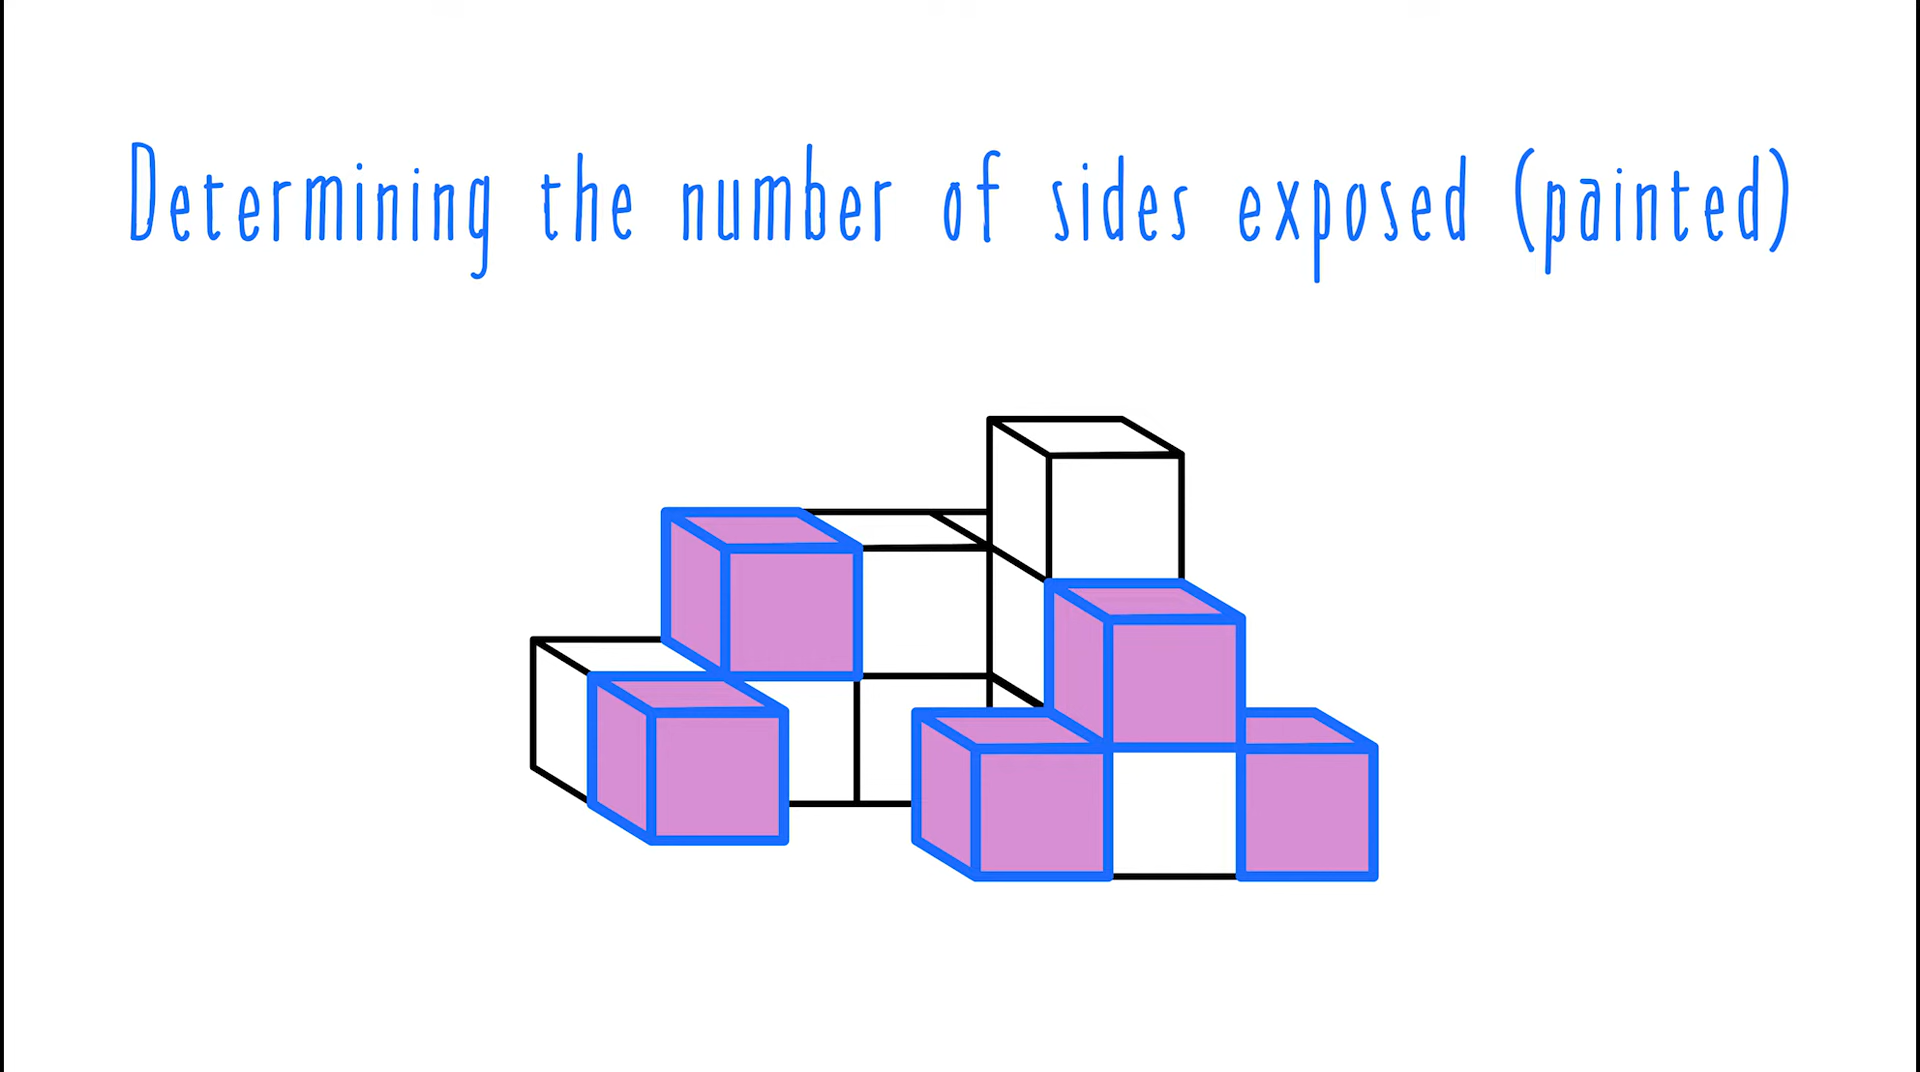 Determining the number of sides exposed (painted)